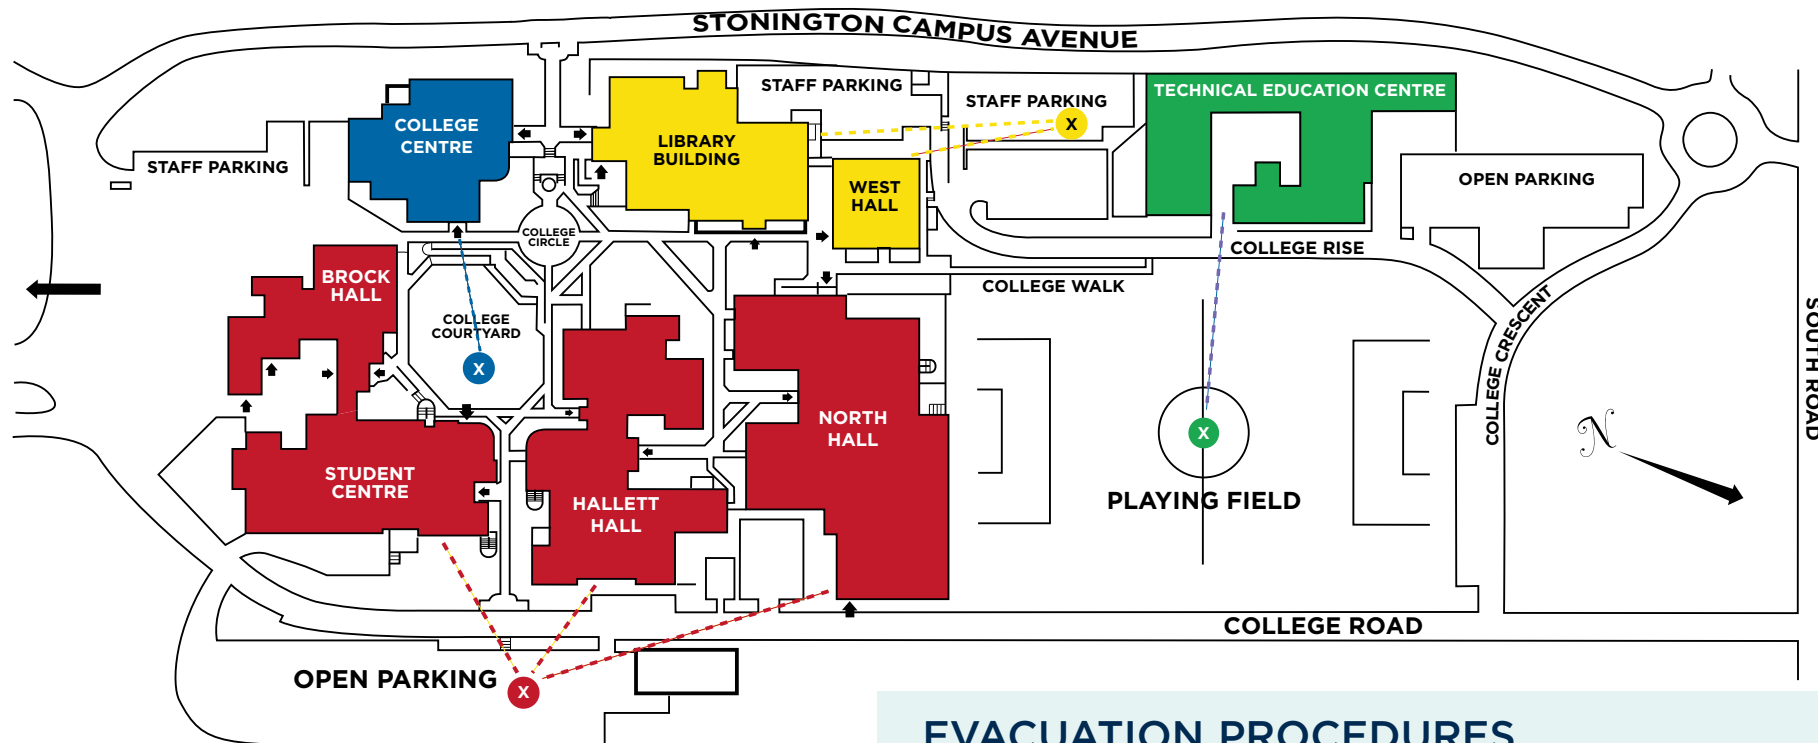 STONINGTON CAMPUS AVENUE
STAFF PARKING
STAFF PARKING
TECHNICAL EDUCATION CENTRE
X
COLLEGE
CENTRE
LIBRARY
BUILDING
STAFF PARKING
WEST
HALL
OPEN PARKING
COLLEGE
CIRCLE
COLLEGE RISE
BROCK
HALL
COLLEGE WALK
COLLEGE
COURTYARD
X
COLLEGE CRESCENT
SOUTH ROAD
NORTH
HALL
X
N
STUDENT
CENTRE
HALLETT
HALL
PLAYING FIELD
COLLEGE ROAD
OPEN PARKING
X
EVACUATION PROCEDURES